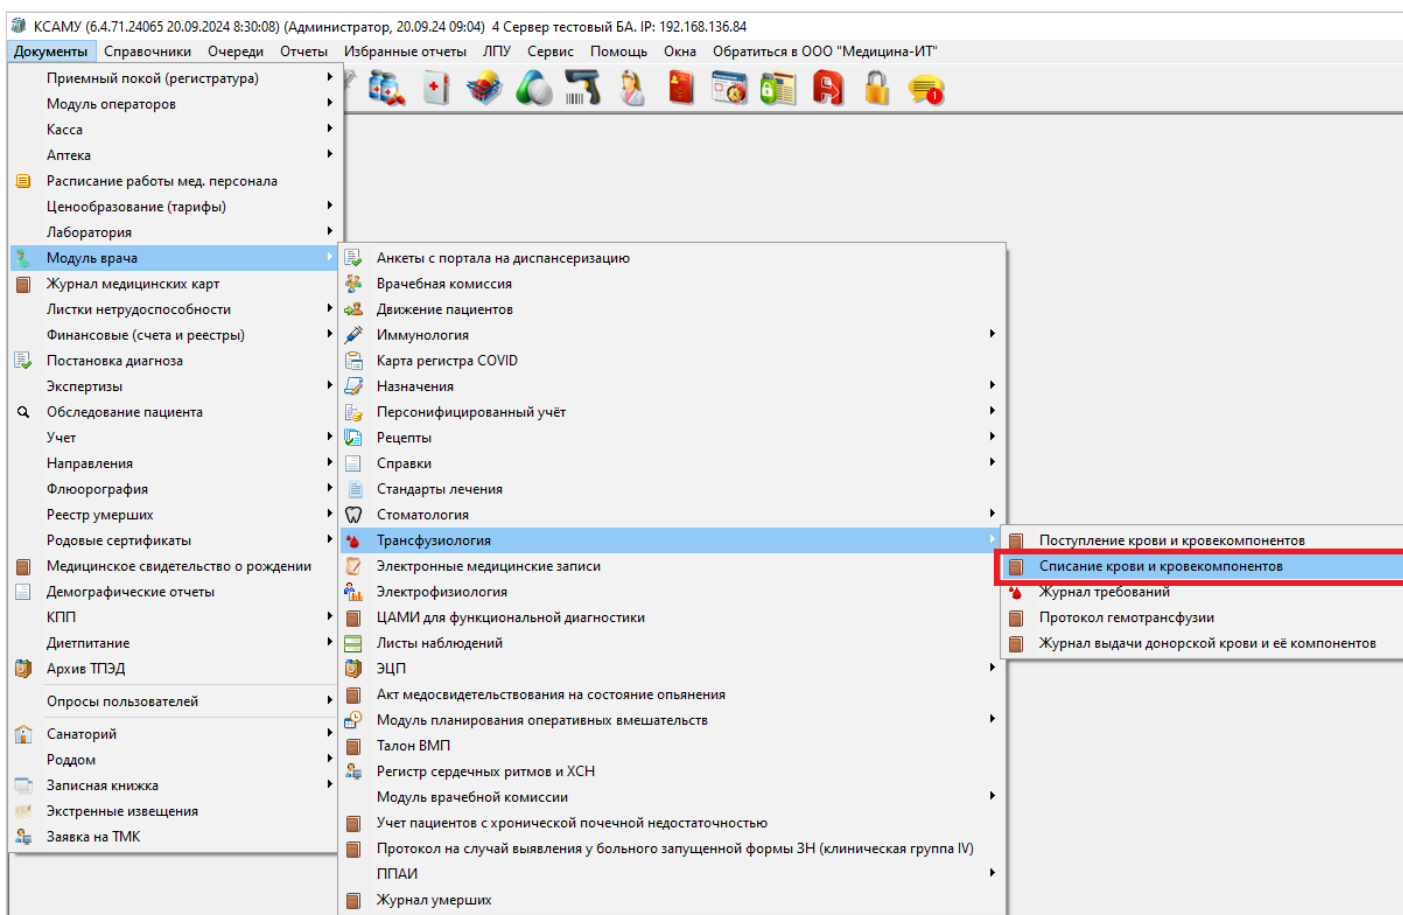 КСАМУ (6.4.71.24065 20.09.2024 8:30:08) (Администратор, 20.09.24 09:04) 4 Сервер тестовый БА. IP: 192.168.136.84
Документы Справочники Очереди Отчеты Избранные отчеты ЛПУ Сервис Помощь Окна Обратиться в ООО "Медицина-ИТ"
Приемный покой (регистратура)
Модуль операторов
Касса
Аптека
Расписание работы мед. персонала
Ценообразование (тарифы)
Лаборатория
Модуль врача
Журнал медицинских карт
Листки нетрудоспособности
Финансовые (счета и реестры)
Постановка диагноза
Экспертизы
Обследование пациента
Учет
Направления
Флюорография
Реестр умерших
Родовые сертификаты
Медицинское свидетельство о рождении
Демографические отчеты
КПП
Диетпитание
Архив ТПЭД
Опросы пользователей
Санаторий
Роддом
Записная книжка
Экстренные извещения
Заявка на ТМК
Анкеты с портала на диспансеризацию
Врачебная комиссия
Движение пациентов
Иммунология
Карта регистра COVID
Назначения
Персонифицированный учёт
Рецепты
Справки
Стандарты лечения
Стоматология
Трансфузиология
Электронные медицинские записи
Электрофизиология
ЦАМИ для функциональной диагностики
Листы наблюдений
ЭЦП
Акт медосвидетельствования на состояние опьянения
Модуль планирования оперативных вмешательств
Талон ВМП
Регистр сердечных ритмов и ХСН
Модуль врачебной комиссии
Учет пациентов с хронической почечной недостаточностью
Протокол на случай выявления у больного запущенной формы ЗН (клиническая группа IV)
ППАИ
Журнал умерших
Поступление крови и кровекомпонентов
Списание крови и кровекомпонентов
Журнал требований
Протокол гемотрансфузии
Журнал выдачи донорской крови и её компонентов
1